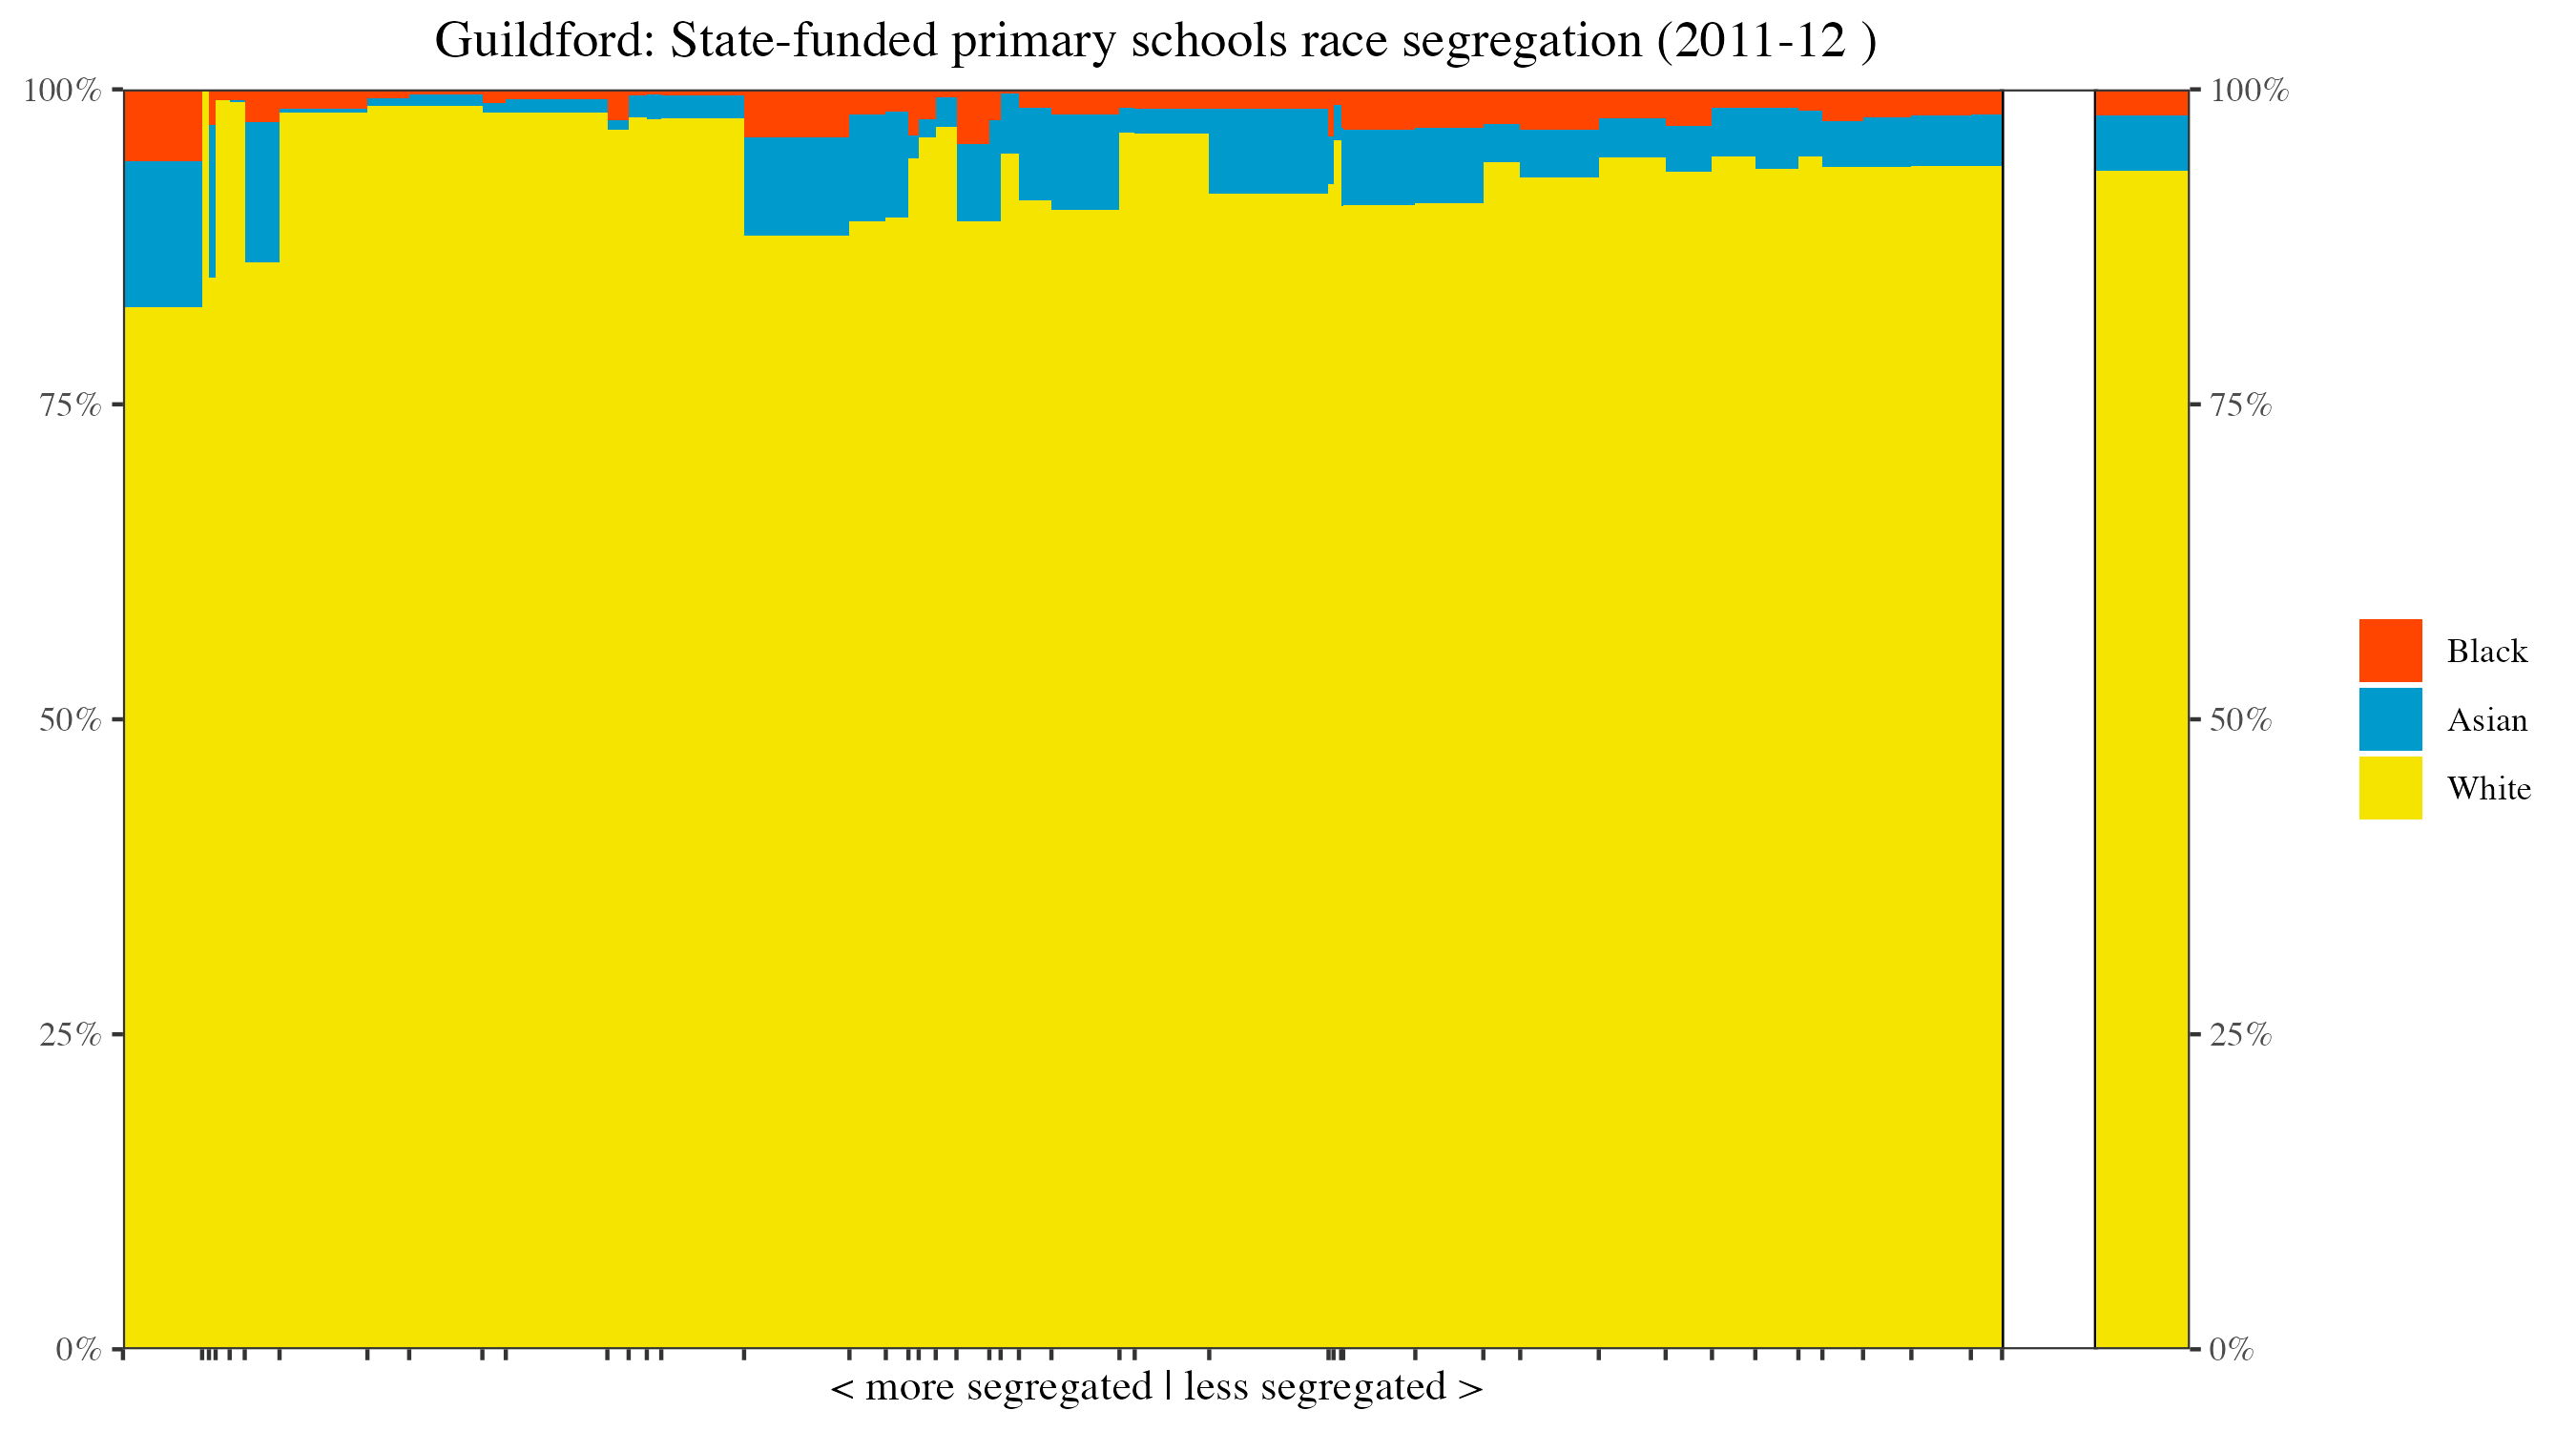 Guildford: State-funded primary schools race segregation (2011-12 )
100%
75%
50%
25%
0%
100%
75%
50%
25%
0%
Black
Asian
White
< more segregated | less segregated >